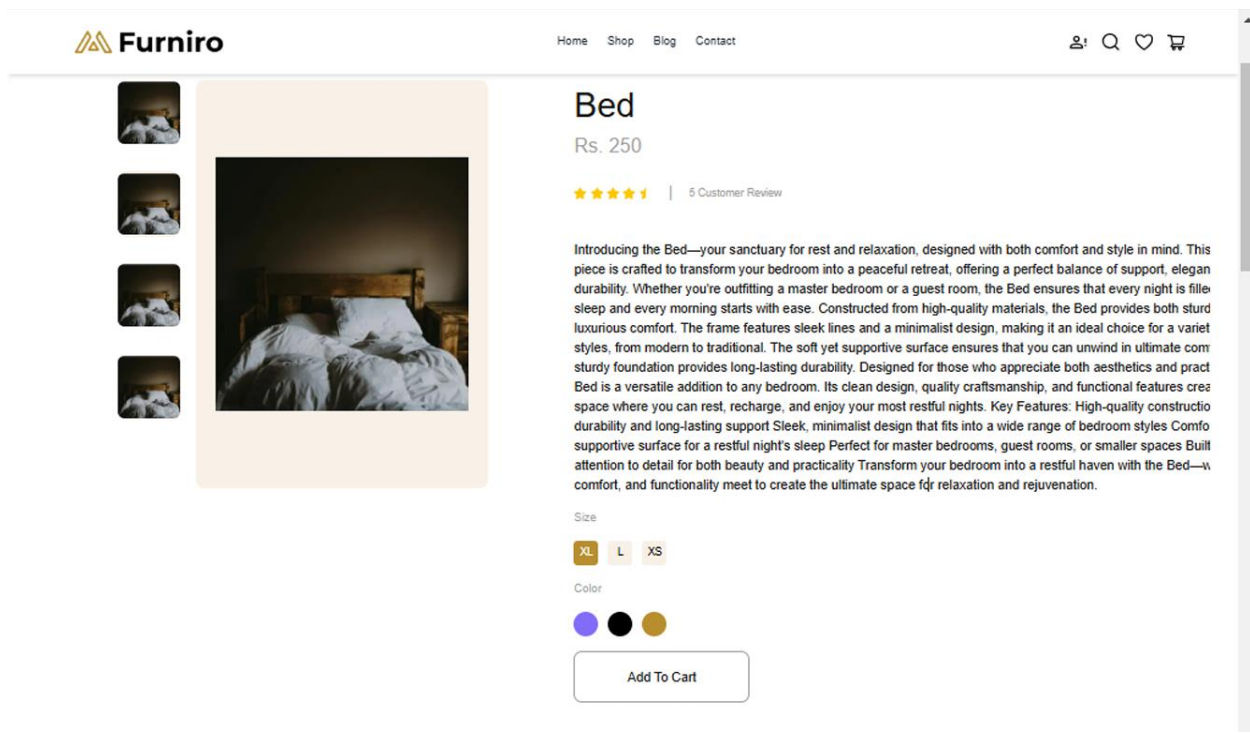 Furniro
Home Shop Blog Contact
Bed
Rs. 250
5 Customer Review
Introducing the Bed—your sanctuary for rest and relaxation, designed with both comfort and style in mind. This
piece is crafted to transform your bedroom into a peaceful retreat, offering a perfect balance of support,
durability. Whether you're outfitting a master bedroom or a guest room, the Bed ensures that every night is
sleep and every morning starts with ease. Constructed from high-quality materials, the Bed provides both
luxurious comfort. The frame features sleek lines and a minimalist design, making it an ideal choice for a
styles, from modern to traditional. The soft yet supportive surface ensures that you can unwind in ultimate
sturdy foundation provides long-lasting durability. Designed for those who appreciate both aesthetics and
Bed is a versatile addition to any bedroom. Its clean design, quality craftsmanship, and functional features
space where you can rest, recharge, and enjoy your most restful nights. Key Features: High-quality
durability and long-lasting support Sleek, minimalist design that fits into a wide range of bedroom styles
supportive surface for a restful night's sleep Perfect for master bedrooms, guest rooms, or smaller spaces Built
attention to detail for both beauty and practicality Transform your bedroom into a restful haven with the Bed—
comfort, and functionality meet to create the ultimate space for relaxation and rejuvenation.
Size
XL L XS
Color
Add To Cart